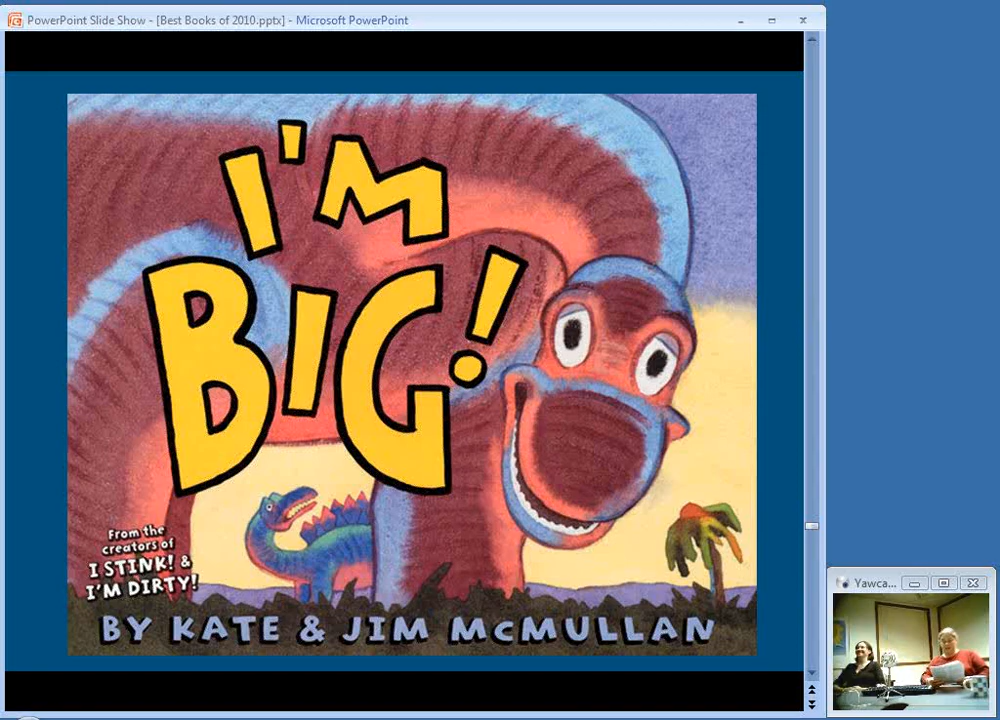 PowerPoint Slide Show - [Best Books of 2010.pptx] - Microsoft PowerPoint
I'M
BIG!
From the
creators of
I STINK! &
I'M DIRTY!
BY KATE & JIM McMULLAN
Yawca...